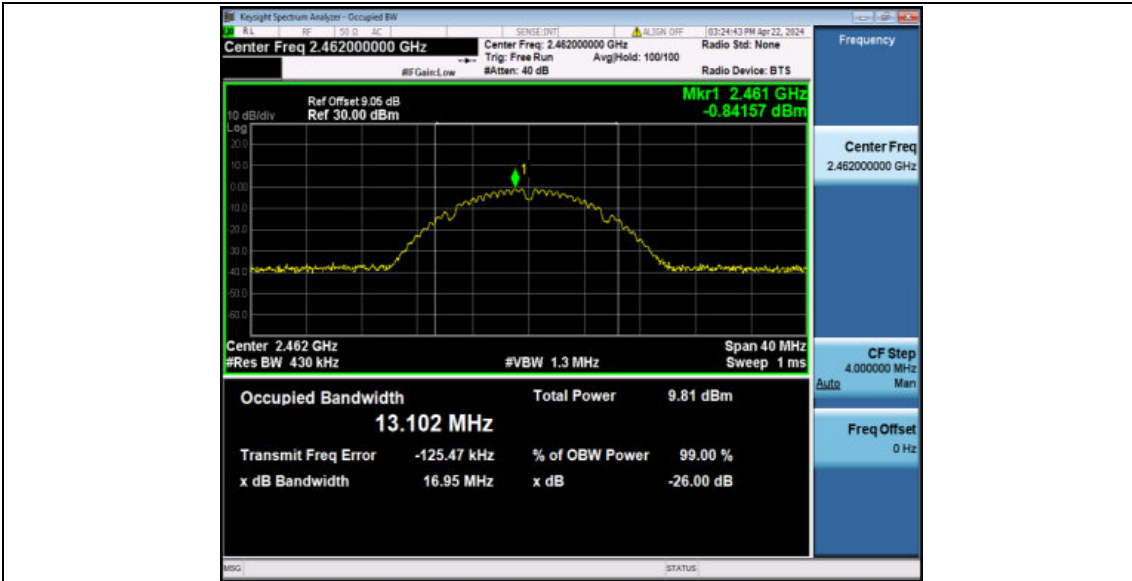 Keysight Spectrum Analyzer - Occupied BW
RL RF 50 Ω AC SENSE:INT ALIGN OFF 03:24:43 PM Apr 22, 2024
Center Freq 2.462000000 GHz
Center Freq: 2.462000000 GHz
Radio Std: None
Trig: Free Run Avg|Hold: 100/100
#IFGain:Low
#Atten: 40 dB
Radio Device: BTS
Frequency
Mkr1 2.461 GHz
-0.84157 dBm
Ref Offset 9.05 dB
10 dB/div Ref 30.00 dBm
Log
20.0
10.0
0.00
-10.0
-20.0
-30.0
-40.0
-50.0
-60.0
1
Center 2.462 GHz
Span 40 MHz
#Res BW 430 kHz
#VBW 1.3 MHz
Sweep 1 ms
Center Freq
2.462000000 GHz
CF Step
4.000000 MHz
Auto Man
Freq Offset
0 Hz
Occupied Bandwidth
Total Power 9.81 dBm
13.102 MHz
Transmit Freq Error -125.47 kHz
% of OBW Power 99.00 %
x dB Bandwidth 16.95 MHz
x dB -26.00 dB
MSG
STATUS